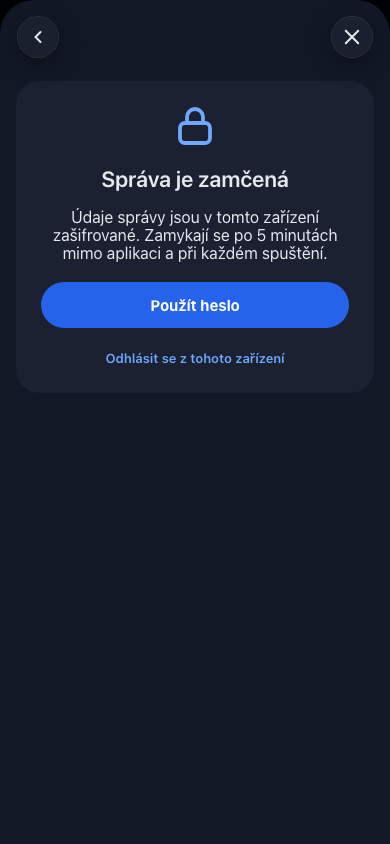 Správa je zamčená
Údaje správy jsou v tomto zařízení
zašifrované. Zamykají se po 5 minutách
mimo aplikaci a při každém spuštění.
Použít heslo
Odhlásit se z tohoto zařízení